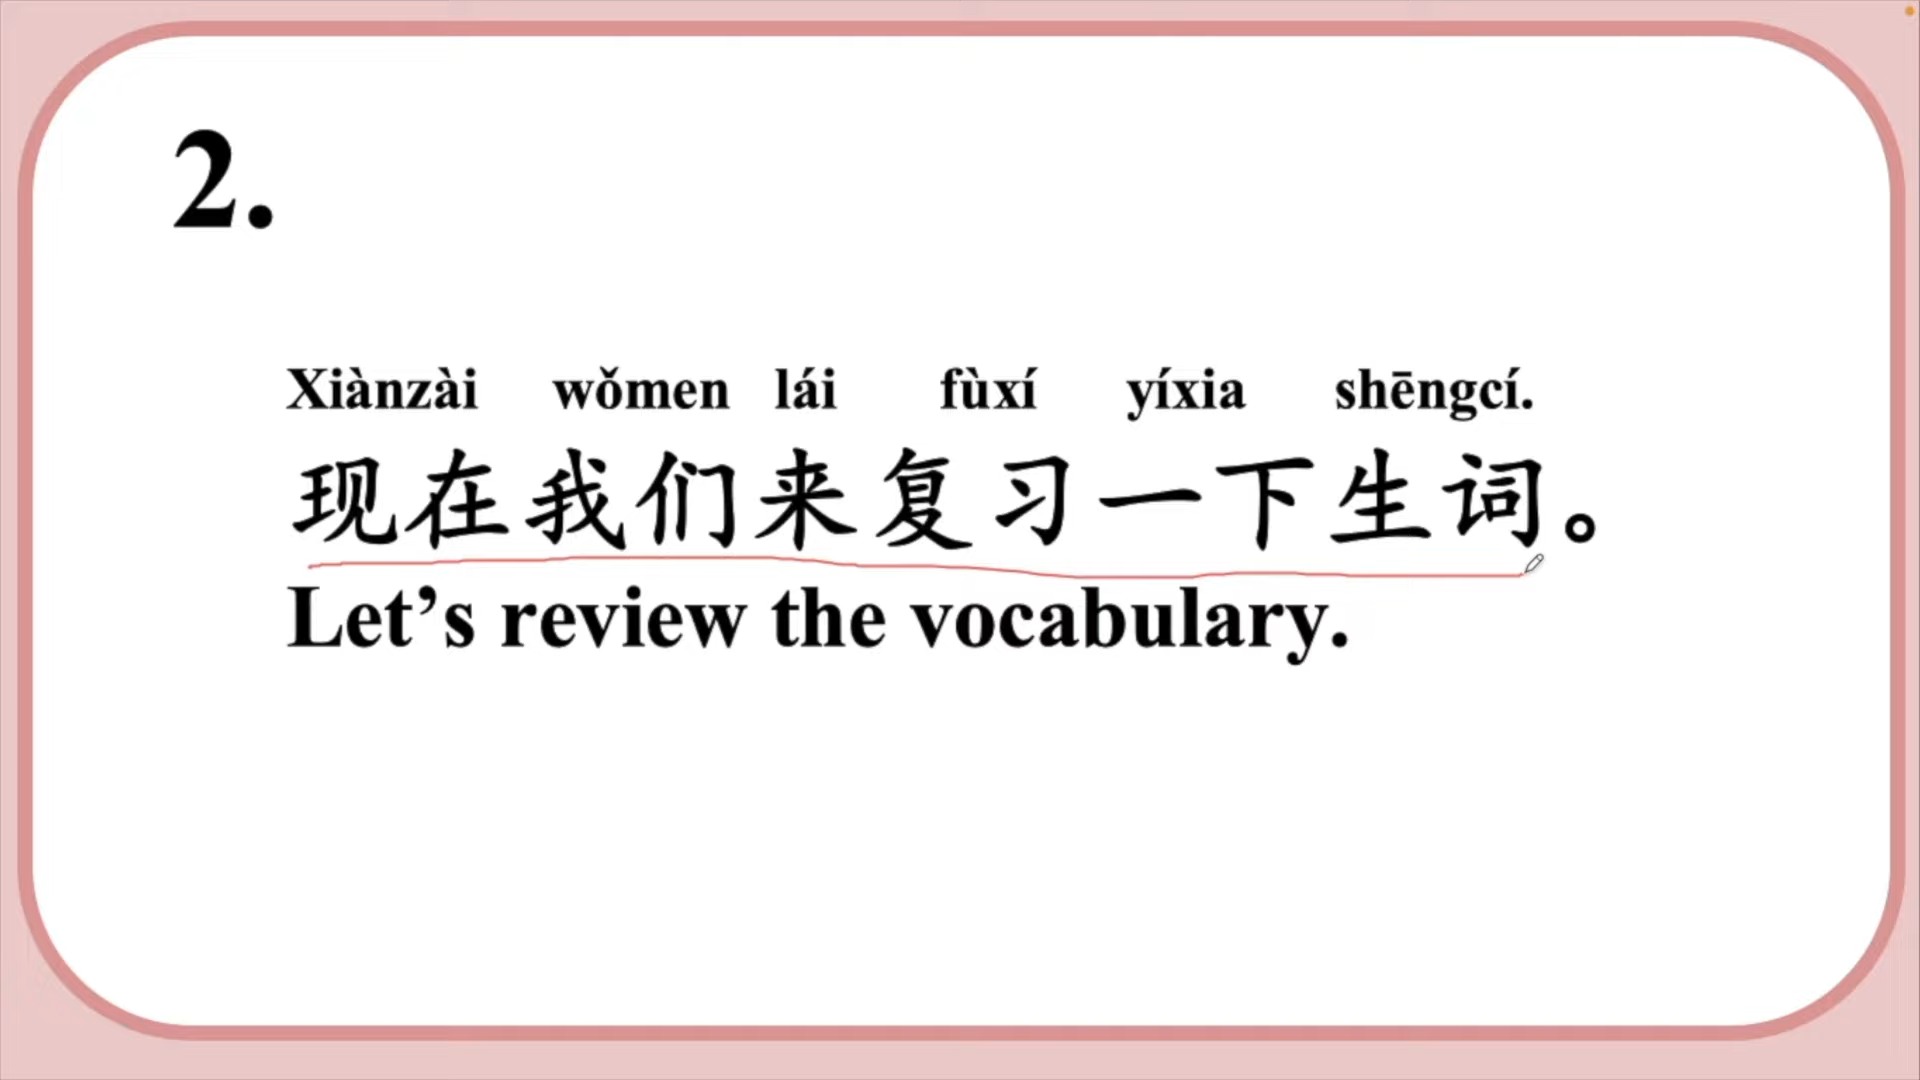 2.
Xiànzài wǒmen lái fùxí yíxia shēngcí.
现在我们来复习一下生词。
Let’s review the vocabulary.